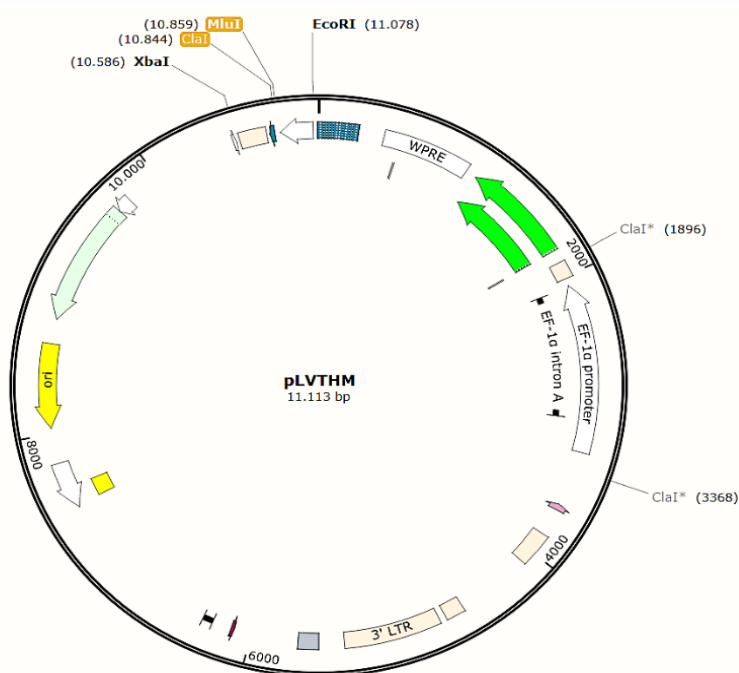 (10.859) MluI
(10.844) ClaI
(10.586) XbaI
EcoRI (11.078)
10.000
WPRE
ClaI* (1896)
2000
EF-1α promoter
EF-1α intron A
ori
pLVTHM
11.113 bp
8000
ClaI* (3368)
4000
3' LTR
6000